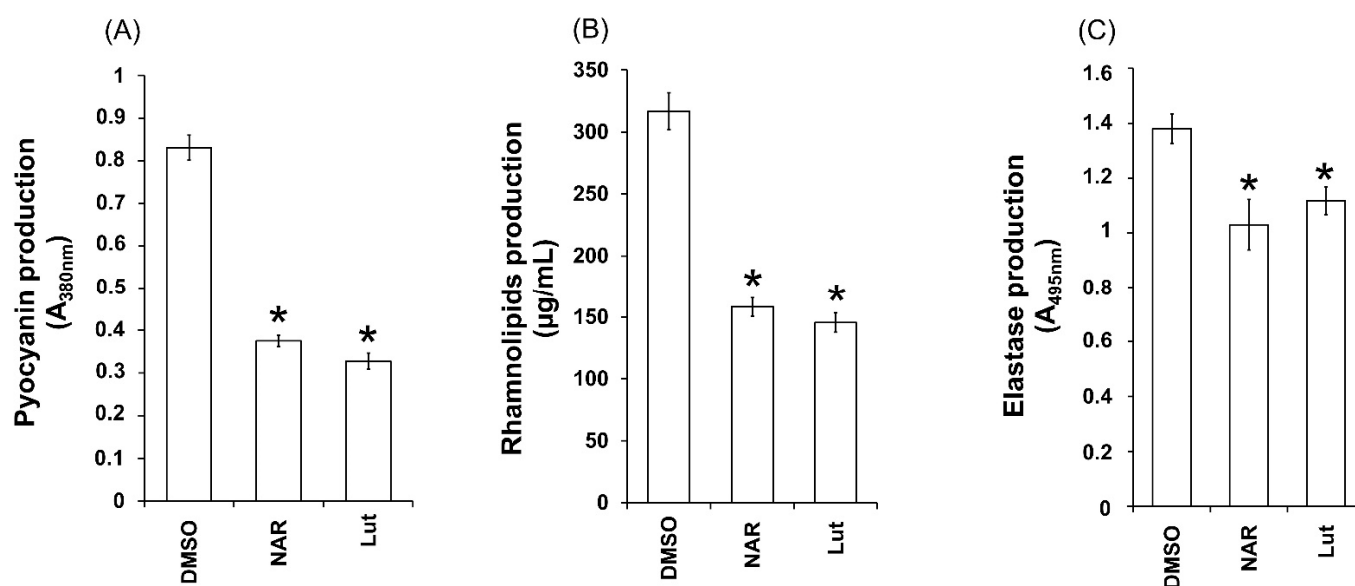 (A)
Pyocyanin production
(A380nm)
1
0.9
0.8
0.7
0.6
0.5
0.4
0.3
0.2
0.1
0
*
*
DMSO
NAR
Lut
(B)
Rhamnolipids production
(µg/mL)
350
300
250
200
150
100
50
0
*
*
DMSO
NAR
Lut
(C)
Elastase production
(A495nm)
1.6
1.4
1.2
1
0.8
0.6
0.4
0.2
0
*
*
DMSO
NAR
Lut